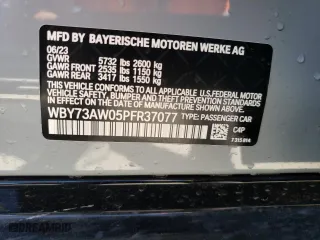 MFD. BY BAYERISCHE MOTOREN WERKE AG
06/23
GVWR 5732 lbs 2600 kg
GAWR FRONT 2535 lbs 1150 kg
GAWR REAR 3417 lbs 1550 kg
THIS VEHICLE CONFORMS TO ALL APPLICABLE
U.S. FEDERAL MOTOR
VEHICLE SAFETY, BUMPER, AND THEFT PREVENTION
STANDARDS IN EFFECT ON THE DATE OF
MANUFACTURE SHOWN ABOVE.
WBY73AW05PFR37077
TYPE: PASSENGER CAR
C4P